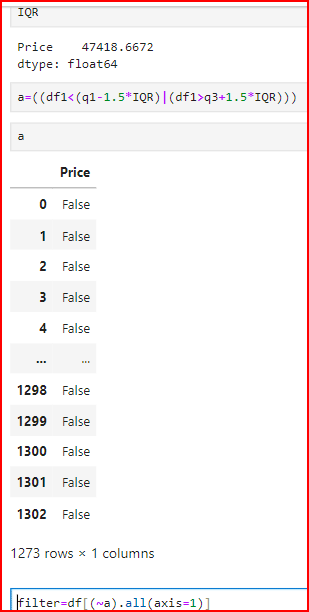 IQR
Price 47418.6672
dtype: float64
a=((df1<(q1-1.5*IQR)|(df1>q3+1.5*IQR)))
a
Price
0 False
1 False
2 False
3 False
4 False
... ...
1298 False
1299 False
1300 False
1301 False
1302 False
1273 rows × 1 columns
filter=df[(~a).all(axis=1)]